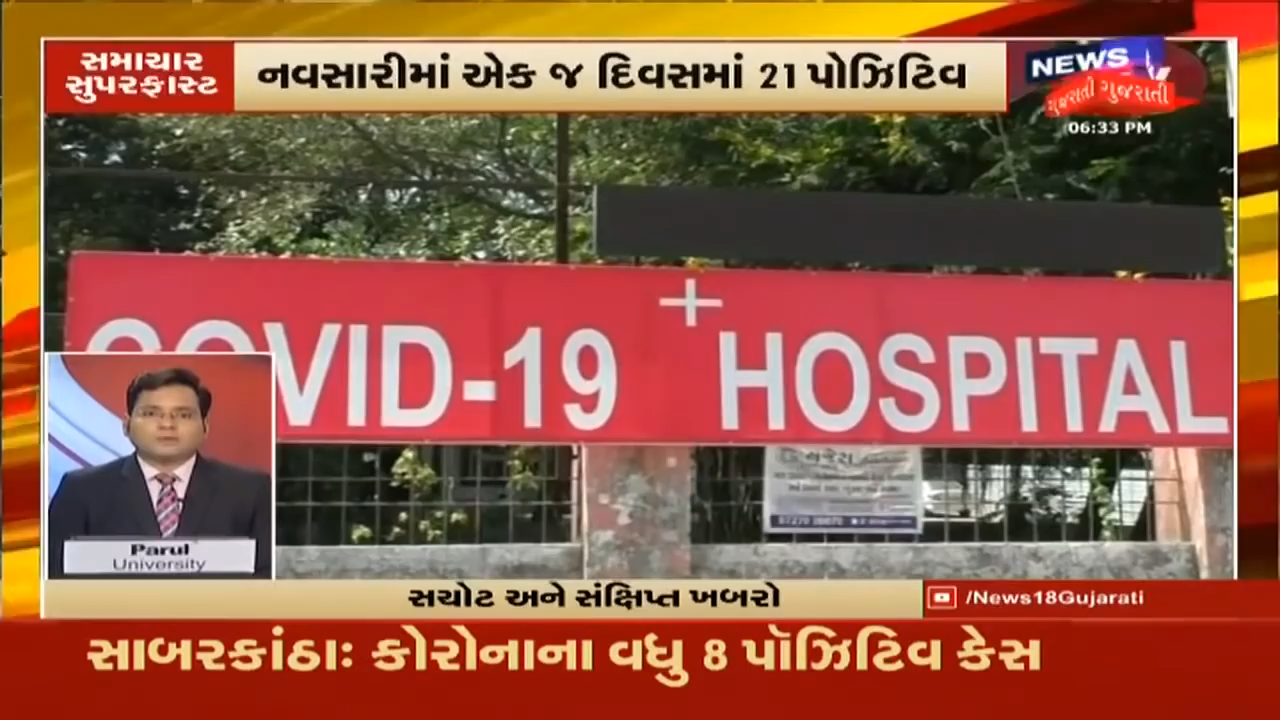 સમાચાર
સુપરફાસ્ટ
નવસારીમાં એક જ દિવસમાં 21 પોઝિટિવ
NEWS
ગુજરાતી ગુજરાતી
06:33 PM
COVID-19 + HOSPITAL
Parul
University
સચોટ અને સંક્ષિપ્ત ખબરો
/News18Gujarati
સાબરકાંઠાઃ કોરોનાના વધુ 8 પૉઝિટિવ કેસ